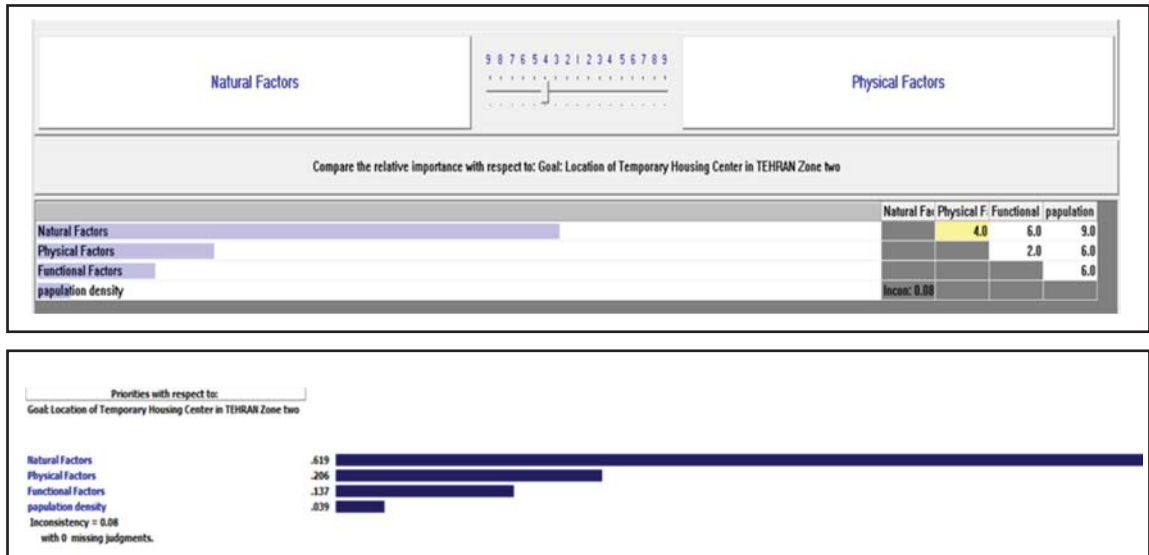 9 8 7 6 5 4 3 2 1 2 3 4 5 6 7 8 9
Natural Factors
Physical Factors
Compare the relative importance with respect to: Goal: Location of Temporary Housing Center in TEHRAN Zone two
Natural Fa Physical F Functional papulation
Natural Factors 4.0 6.0 9.0
Physical Factors 2.0 6.0
Functional Factors 6.0
papulation density Incon: 0.08
Priorities with respect to:
Goal: Location of Temporary Housing Center in TEHRAN Zone two
Natural Factors .619
Physical Factors .206
Functional Factors .137
papulation density .039
Inconsistency = 0.08
with 0 missing judgments.